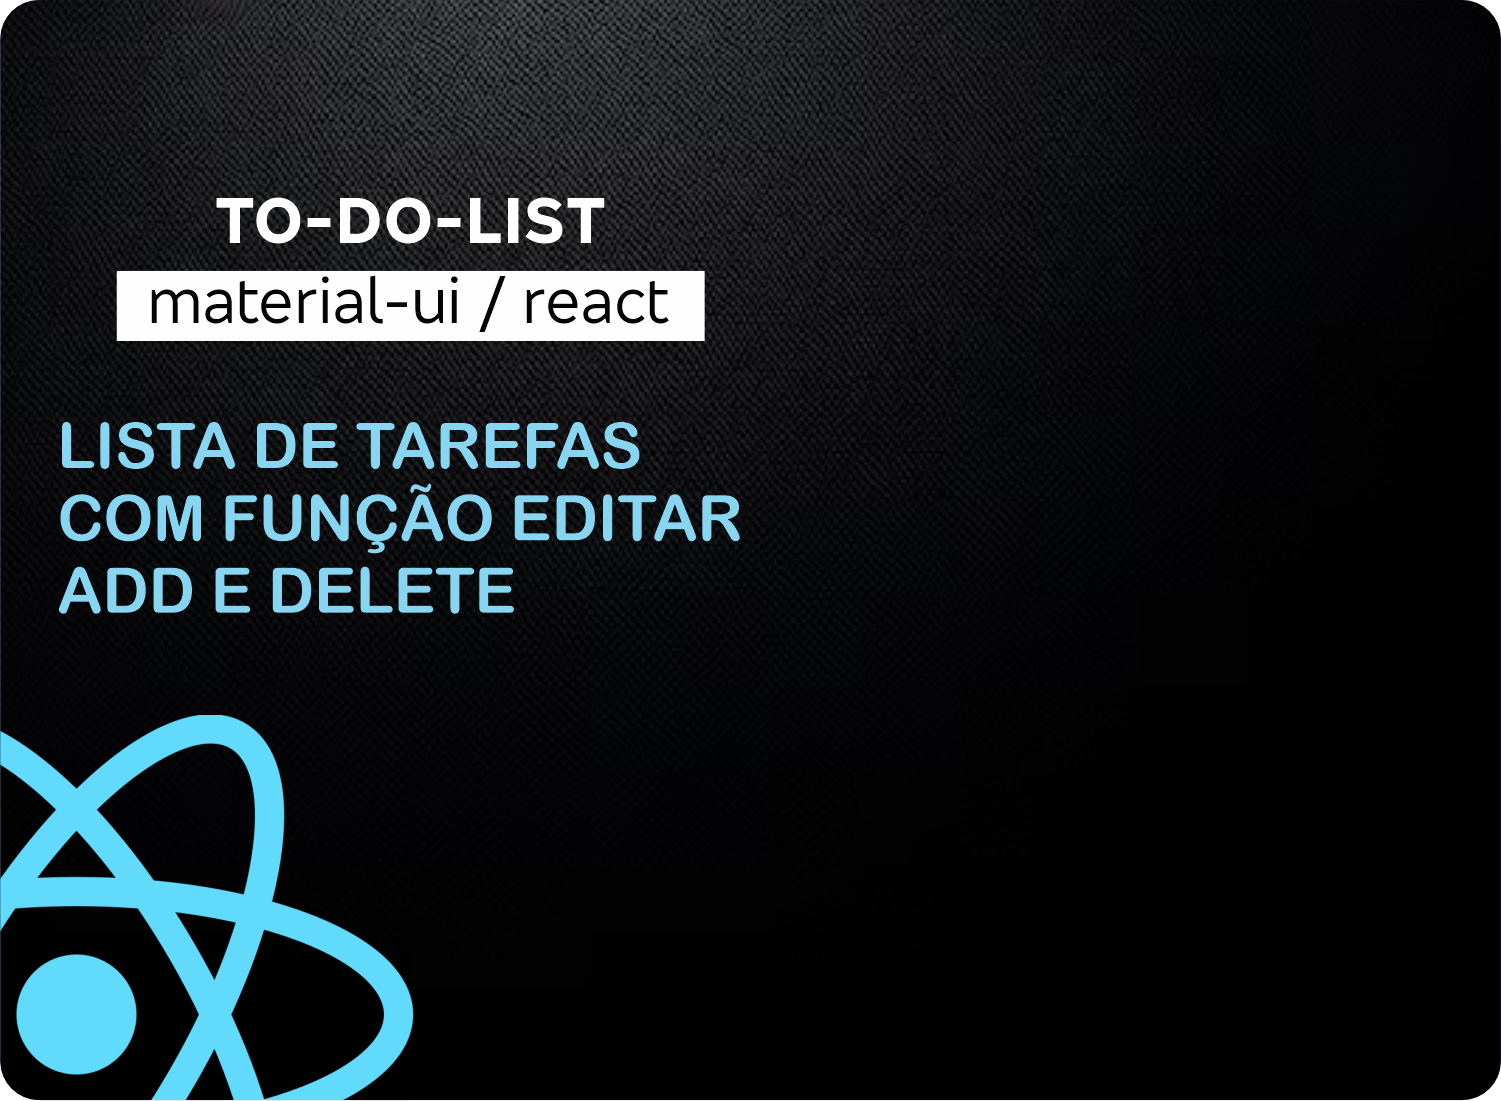 TO-DO-LIST
material-ui / react
LISTA DE TAREFAS
COM FUNÇÃO EDITAR
ADD E DELETE